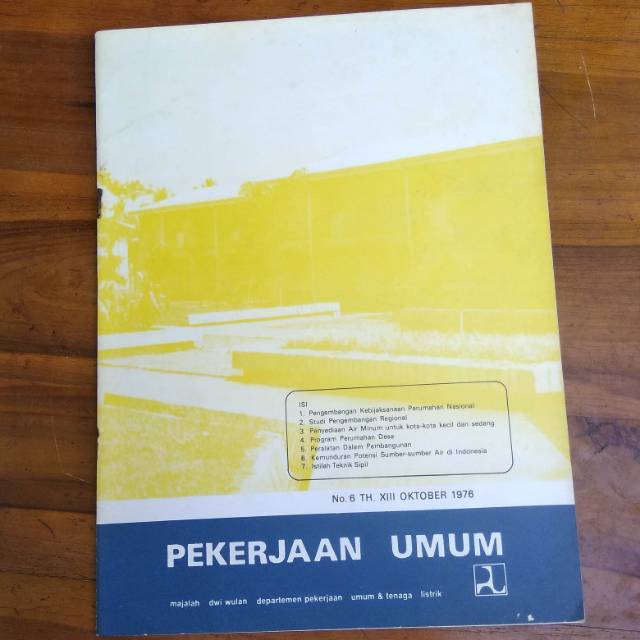 ISI
1. Pengembangan Kebijaksanaan Perumahan Nasional
2. Studi Pengembangan Regional
3. Penyediaan Air Minum untuk kota-kota kecil dan sedang
4. Program Perumahan Desa
5. Peralatan Dalam Pembangunan
6. Kemunduran Potensi Sumber-sumber Air di Indonesia
7. Istilah Teknik Sipil
No. 6 TH. XIII OKTOBER 1976
PEKERJAAN UMUM
majalah dwi wulan departemen pekerjaan umum & tenaga listrik